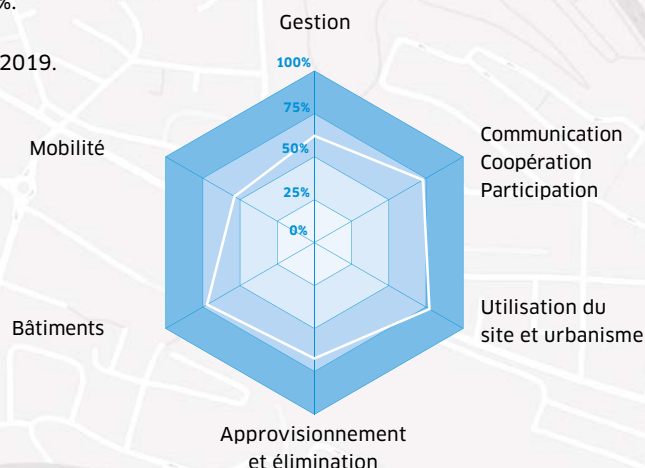 %.
2019.
Gestion
100%
75%
50%
25%
0%
Mobilité
Communication
Coopération
Participation
Bâtiments
Utilisation du
site et urbanisme
Approvisionnement
et élimination